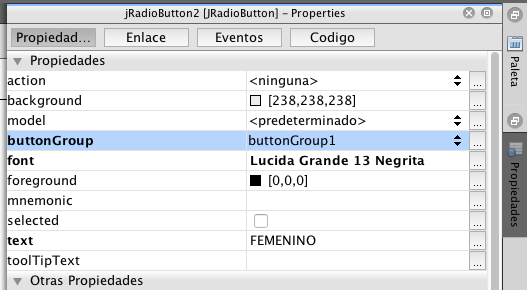 jRadioButton2 [JRadioButton] – Properties
Propiedad... Enlace Eventos Codigo
Propiedades
action <ninguna> ...
background [238,238,238] ...
model <predeterminado> ...
buttonGroup buttonGroup1 ...
font Lucida Grande 13 Negrita ...
foreground [0,0,0] ...
mnemonic ...
selected ...
text FEMENINO ...
toolTipText ...
Otras Propiedades
Paleta
Propiedades